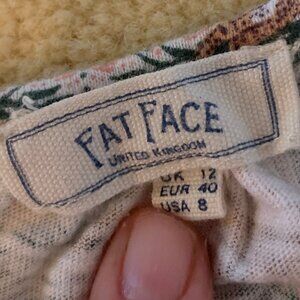 FAT FACE
UNITED KINGDOM
UK 12
EUR 40
USA 8